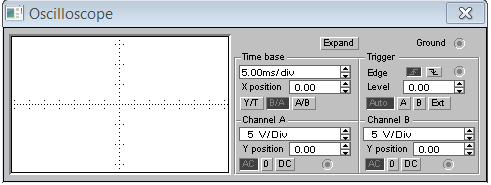 Oscilloscope
Expand
Ground
Time base
5.00ms/div
X position 0.00
Y/T B/A A/B
Trigger
Edge
Level 0.00
Auto A B Ext
Channel A
5 V/Div
Y position 0.00
AC 0 DC
Channel B
5 V/Div
Y position 0.00
AC 0 DC